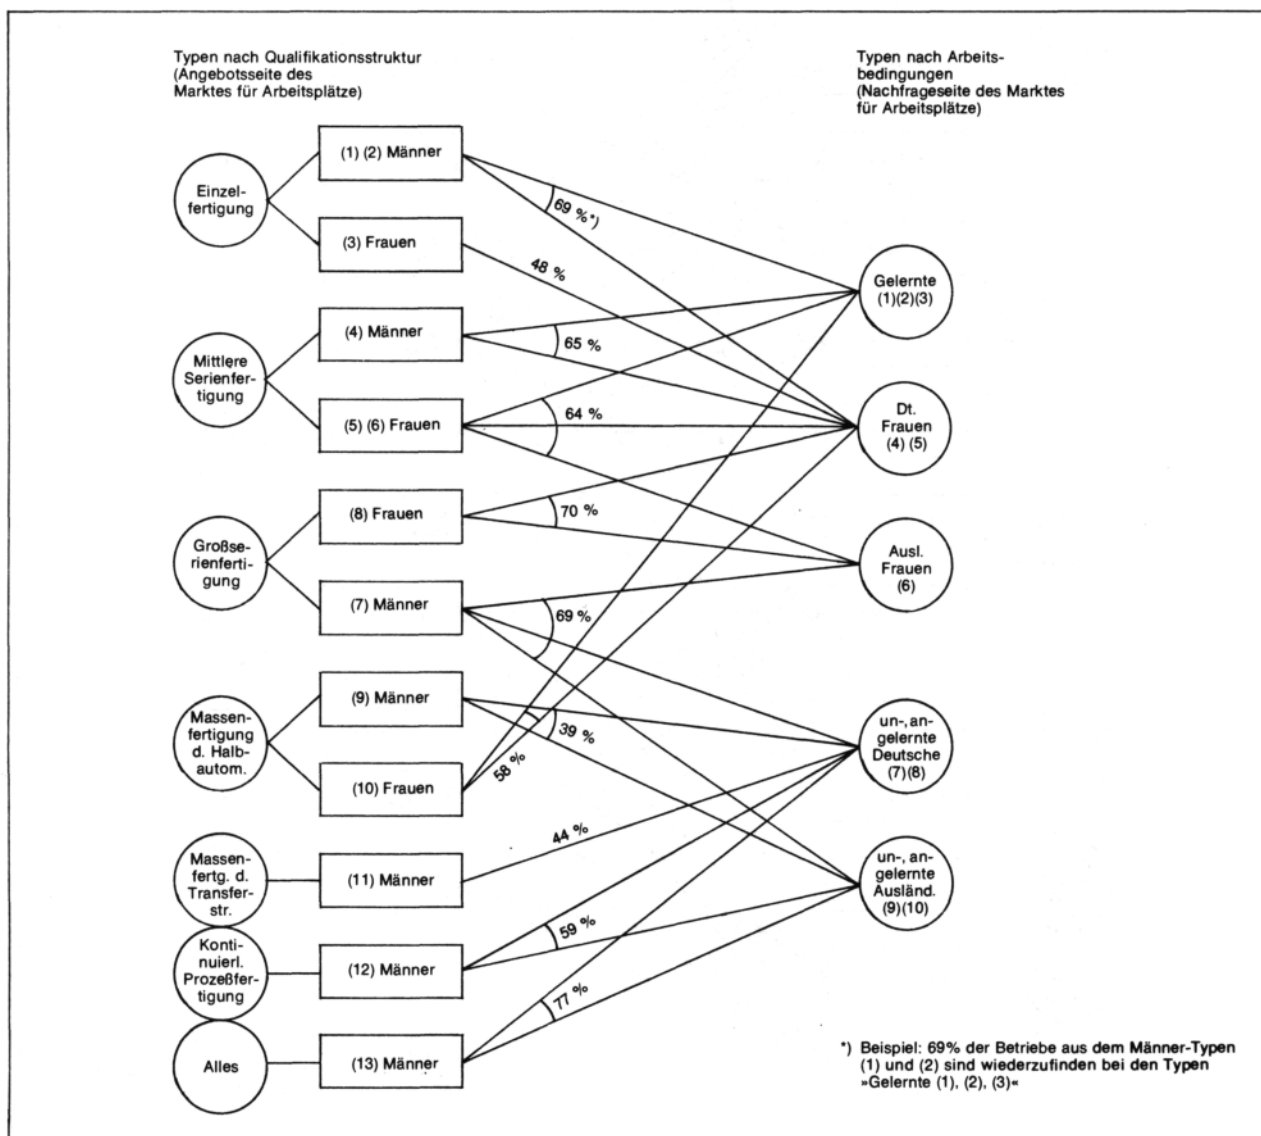 Typen nach Qualifikationsstruktur
(Angebotsseite des
Marktes für Arbeitsplätze)
Typen nach Arbeits-
bedingungen
(Nachfrageseite des Marktes
für Arbeitsplätze)
Einzel-
fertigung
(1) (2) Männer
(3) Frauen
69 %*)
48 %
Gelernte
(1)(2)(3)
Mittlere
Serienfer-
tigung
(4) Männer
(5) (6) Frauen
65 %
64 %
Dt.
Frauen
(4) (5)
Großse-
rienferti-
gung
(8) Frauen
(7) Männer
70 %
69 %
Ausl.
Frauen
(6)
Massen-
fertigung
d. Halb-
autom.
(9) Männer
(10) Frauen
39 %
58 %
un-, an-
gelernte
Deutsche
(7)(8)
Massen-
fertg. d.
Transfer-
str.
(11) Männer
44 %
un-, an-
gelernte
Ausländ.
(9)(10)
Konti-
nuierl.
Prozeßfer-
tigung
(12) Männer
59 %
Alles
(13) Männer
77 %
*) Beispiel: 69% der Betriebe aus dem Männer-Typen
(1) und (2) sind wiederzufinden bei den Typen
»Gelernte (1), (2), (3)«